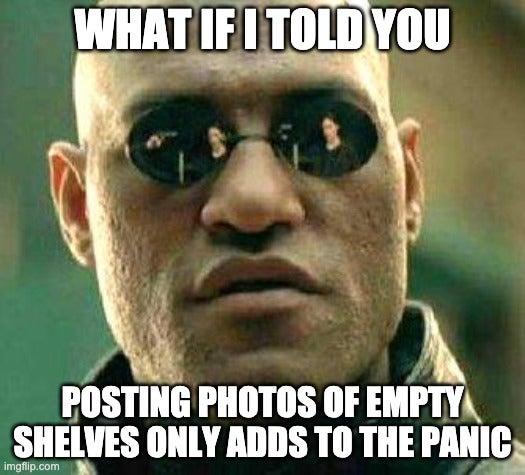 WHAT IF I TOLD YOU
POSTING PHOTOS OF EMPTY
SHELVES ONLY ADDS TO THE PANIC
imgflip.com